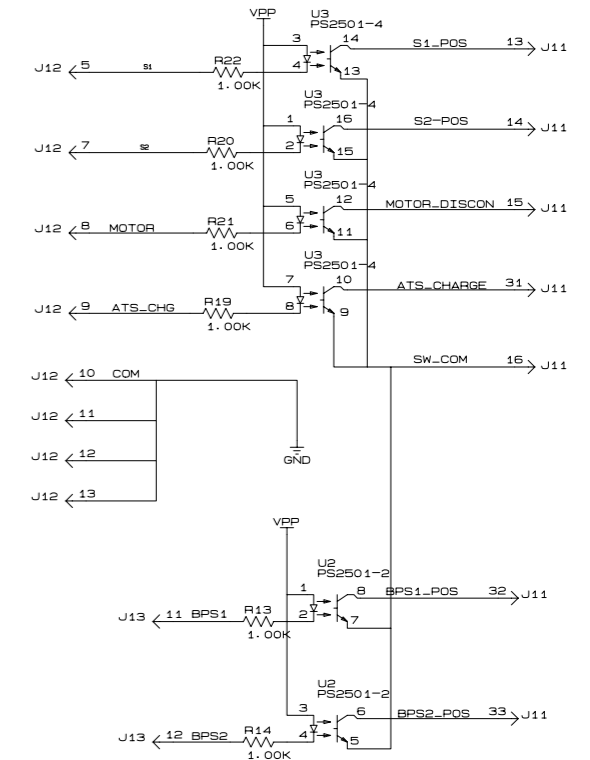 VPP
U3
PS2501-4
3 14 S1_POS 13 J11
J12 5 S1 R22 4 13
1.00K
U3
PS2501-4
1 16 S2-POS 14 J11
J12 7 S2 R20 2 15
1.00K
U3
PS2501-4
5 12 MOTOR_DISCON 15 J11
J12 8 MOTOR R21 6 11
1.00K
U3
PS2501-4
7 10 ATS_CHARGE 31 J11
J12 9 ATS_CHG R19 8 9
1.00K
SW_COM 16 J11
J12 10 COM
J12 11
J12 12
GND
J12 13
VPP
U2
PS2501-2
1 8 BPS1_POS 32 J11
J13 11 BPS1 R13 2 7
1.00K
U2
PS2501-2
3 6 BPS2_POS 33 J11
J13 12 BPS2 R14 4 5
1.00K